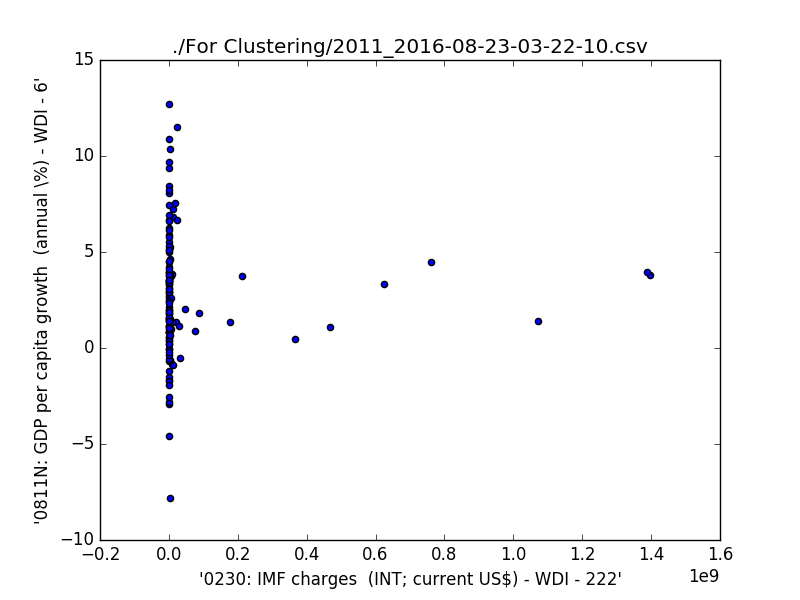 ./For Clustering/2011_2016-08-23-03-22-10.csv
'0811N: GDP per capita growth  (annual \%) - WDI - 6'
15
10
5
0
−5
−10
−0.2 0.0 0.2 0.4 0.6 0.8 1.0 1.2 1.4 1.6
1e9
'0230: IMF charges  (INT; current US$) - WDI - 222'